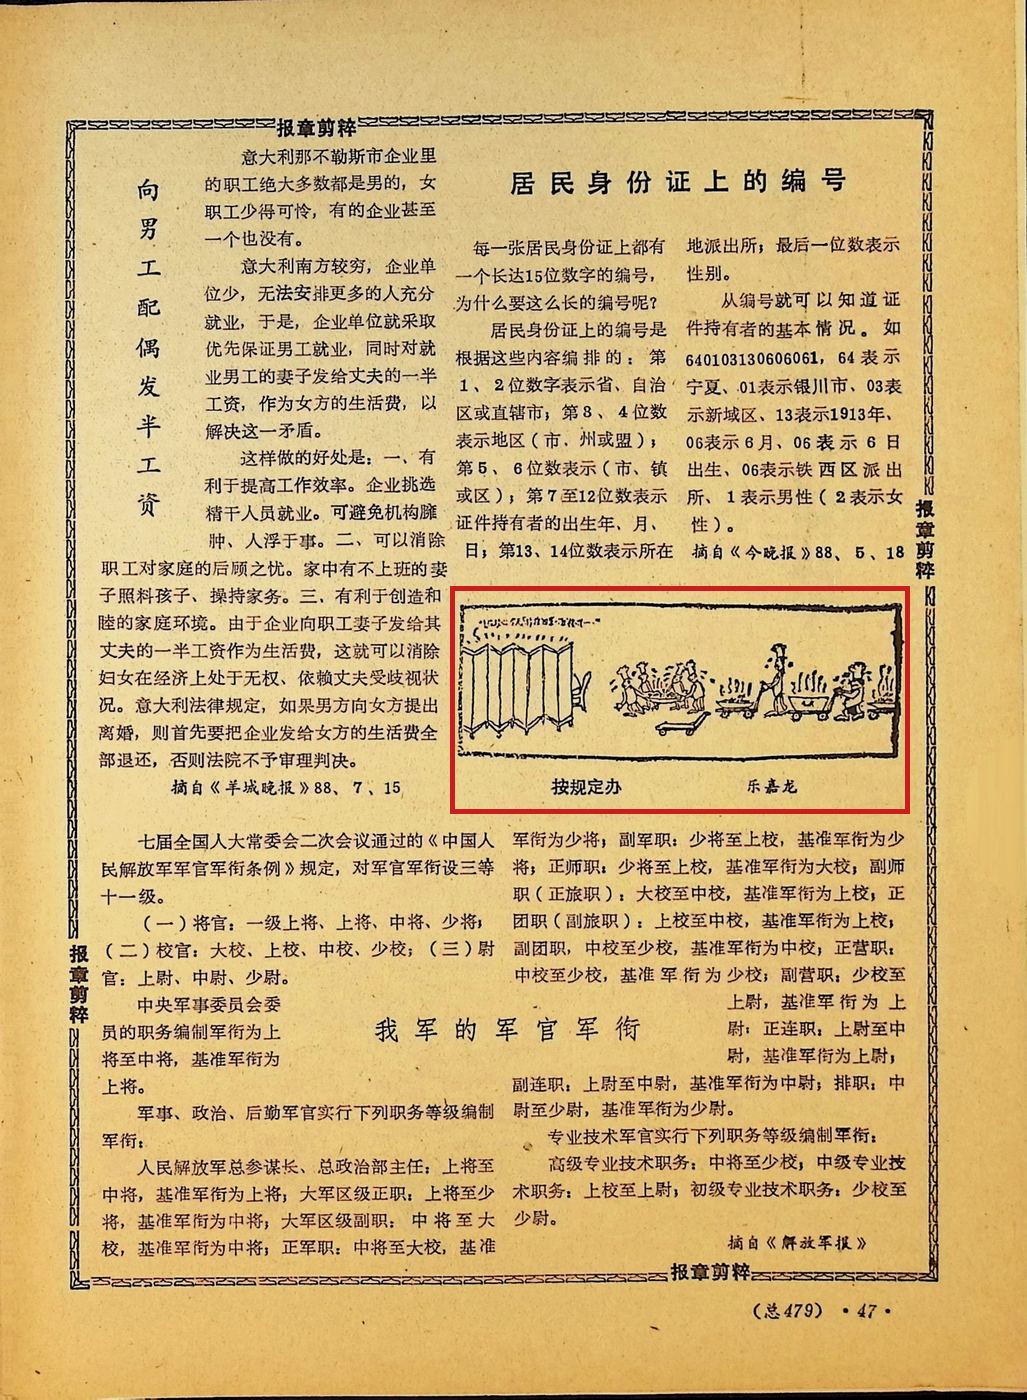 报章剪粹
向男工配偶发半工资
意大利那不勒斯市企业里
的职工绝大多数都是男的，女
职工少得可怜，有的企业甚至
一个也没有。
意大利南方较穷，企业单
位少，无法安排更多的人充分
就业，于是，企业单位就采取
优先保证男工就业，同时对就
业男工的妻子发给丈夫的一半
工资，作为女方的生活费，以
解决这一矛盾。
这样做的好处是：一、有
利于提高工作效率。企业挑选
精干人员就业。可避免机构臃
肿、人浮于事。二、可以消除
职工对家庭的后顾之忧。家中有不上班的妻
子照料孩子、操持家务。三、有利于创造和
睦的家庭环境。由于企业向职工妻子发给其
丈夫的一半工资作为生活费，这就可以消除
妇女在经济上处于无权、依赖丈夫受歧视状
况。意大利法律规定，如果男方向女方提出
离婚，则首先要把企业发给女方的生活费全
部退还，否则法院不予审理判决。
摘自《羊城晚报》88、7、15
居民身份证上的编号
每一张居民身份证上都有
一个长达15位数字的编号，
为什么要这么长的编号呢？
居民身份证上的编号是
根据这些内容编排的：第
1、2位数字表示省、自治
区或直辖市；第3、4位数
表示地区（市、州或盟）；
第5、6位数表示（市、镇
或区）；第7至12位数表示
证件持有者的出生年、月、
日；第13、14位数表示所在
地派出所；最后一位数表示
性别。
从编号就可以知道证
件持有者的基本情况。如
640103130606061，64表示
宁夏、01表示银川市、03表
示新城区、13表示1913年、
06表示6月、06表示6日
出生、06表示铁西区派出
所、1表示男性（2表示女
性）。
摘自《今晚报》88、5、18
报章剪粹
按规定办 乐嘉龙
七届全国人大常委会二次会议通过的《中国人
民解放军军官军衔条例》规定，对军官军衔设三等
十一级。
（一）将官：一级上将、上将、中将、少将；
（二）校官：大校、上校、中校、少校；（三）尉
官：上尉、中尉、少尉。
中央军事委员会委
员的职务编制军衔为上
将至中将，基准军衔为
上将。
我军的军官军衔
军事、政治、后勤军官实行下列职务等级编制
军衔：
人民解放军总参谋长、总政治部主任：上将至
中将，基准军衔为上将；大军区级正职：上将至少
将，基准军衔为中将；大军区级副职：中将至大
校，基准军衔为中将；正军职：中将至大校，基准
军衔为少将；副军职：少将至上校，基准军衔为少
将；正师职：少将至上校，基准军衔为大校；副师
职（正旅职）：大校至中校，基准军衔为上校；正
团职（副旅职）：上校至中校，基准军衔为上校；
副团职，中校至少校，基准军衔为中校；正营职：
中校至少校，基准军衔为少校；副营职：少校至
上尉，基准军衔为上
尉；正连职：上尉至中
尉，基准军衔为上尉；
副连职：上尉至中尉，基准军衔为中尉；排职：中
尉至少尉，基准军衔为少尉。
专业技术军官实行下列职务等级编制军衔：
高级专业技术职务：中将至少校；中级专业技
术职务：上校至上尉；初级专业技术职务：少校至
少尉。
摘自《解放军报》
报章剪粹
报章剪粹
（总479）·47·